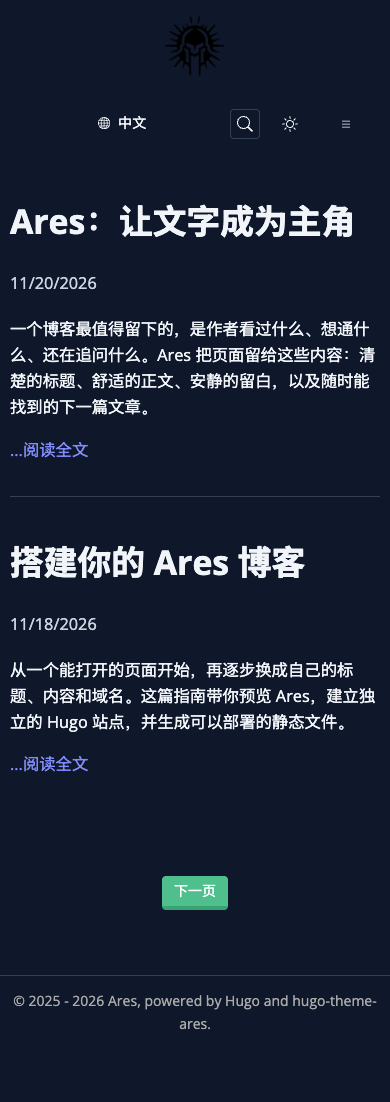 中文
Ares：让文字成为主角
11/20/2026
一个博客最值得留下的，是作者看过什么、想通什
么、还在追问什么。Ares 把页面留给这些内容：清
楚的标题、舒适的正文、安静的留白，以及随时能
找到的下一篇文章。
...阅读全文
搭建你的 Ares 博客
11/18/2026
从一个能打开的页面开始，再逐步换成自己的标
题、内容和域名。这篇指南带你预览 Ares，建立独
立的 Hugo 站点，并生成可以部署的静态文件。
...阅读全文
下一页
© 2025 - 2026 Ares, powered by Hugo and hugo-theme-
ares.